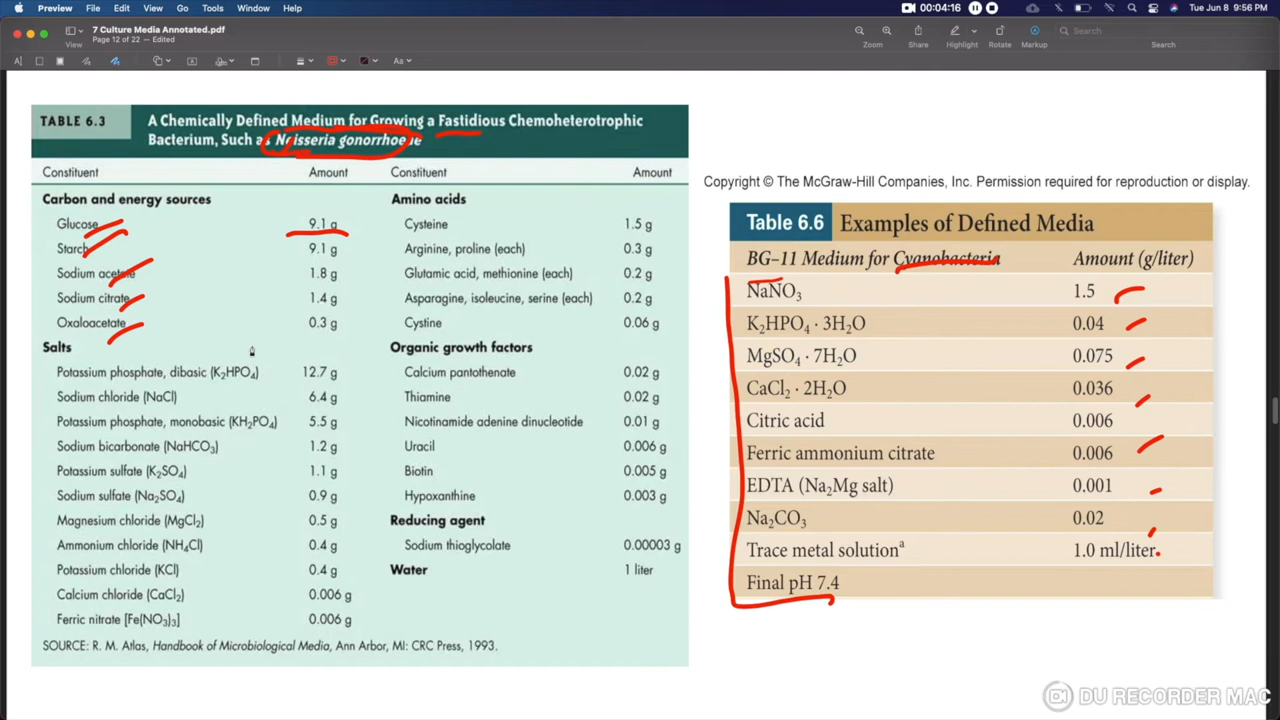 Preview File Edit View Go Tools Window Help 00:04:16 Tue Jun 8 9:56 PM
7 Culture Media Annotated.pdf
Page 12 of 22 — Edited
View Zoom Share Highlight Rotate Markup Search
Search
Aa
TABLE 6.3 A Chemically Defined Medium for Growing a Fastidious Chemoheterotrophic
Bacterium, Such as Neisseria gonorrhoeae
Constituent Amount Constituent Amount
Carbon and energy sources Amino acids
Glucose 9.1 g Cysteine 1.5 g
Starch 9.1 g Arginine, proline (each) 0.3 g
Sodium acetate 1.8 g Glutamic acid, methionine (each) 0.2 g
Sodium citrate 1.4 g Asparagine, isoleucine, serine (each) 0.2 g
Oxaloacetate 0.3 g Cystine 0.06 g
Salts Organic growth factors
Potassium phosphate, dibasic (K₂HPO₄) 12.7 g Calcium pantothenate 0.02 g
Sodium chloride (NaCl) 6.4 g Thiamine 0.02 g
Potassium phosphate, monobasic (KH₂PO₄) 5.5 g Nicotinamide adenine dinucleotide 0.01 g
Sodium bicarbonate (NaHCO₃) 1.2 g Uracil 0.006 g
Potassium sulfate (K₂SO₄) 1.1 g Biotin 0.005 g
Sodium sulfate (Na₂SO₄) 0.9 g Hypoxanthine 0.003 g
Magnesium chloride (MgCl₂) 0.5 g Reducing agent
Ammonium chloride (NH₄Cl) 0.4 g Sodium thioglycolate 0.00003 g
Potassium chloride (KCl) 0.4 g Water 1 liter
Calcium chloride (CaCl₂) 0.006 g
Ferric nitrate [Fe(NO₃)₃] 0.006 g
SOURCE: R. M. Atlas, Handbook of Microbiological Media, Ann Arbor, MI: CRC Press, 1993.
Copyright © The McGraw-Hill Companies, Inc. Permission required for reproduction or display.
Table 6.6 Examples of Defined Media
BG–11 Medium for Cyanobacteria Amount (g/liter)
NaNO₃ 1.5
K₂HPO₄ · 3H₂O 0.04
MgSO₄ · 7H₂O 0.075
CaCl₂ · 2H₂O 0.036
Citric acid 0.006
Ferric ammonium citrate 0.006
EDTA (Na₂Mg salt) 0.001
Na₂CO₃ 0.02
Trace metal solutionᵃ 1.0 ml/liter
Final pH 7.4
DU RECORDER MAC